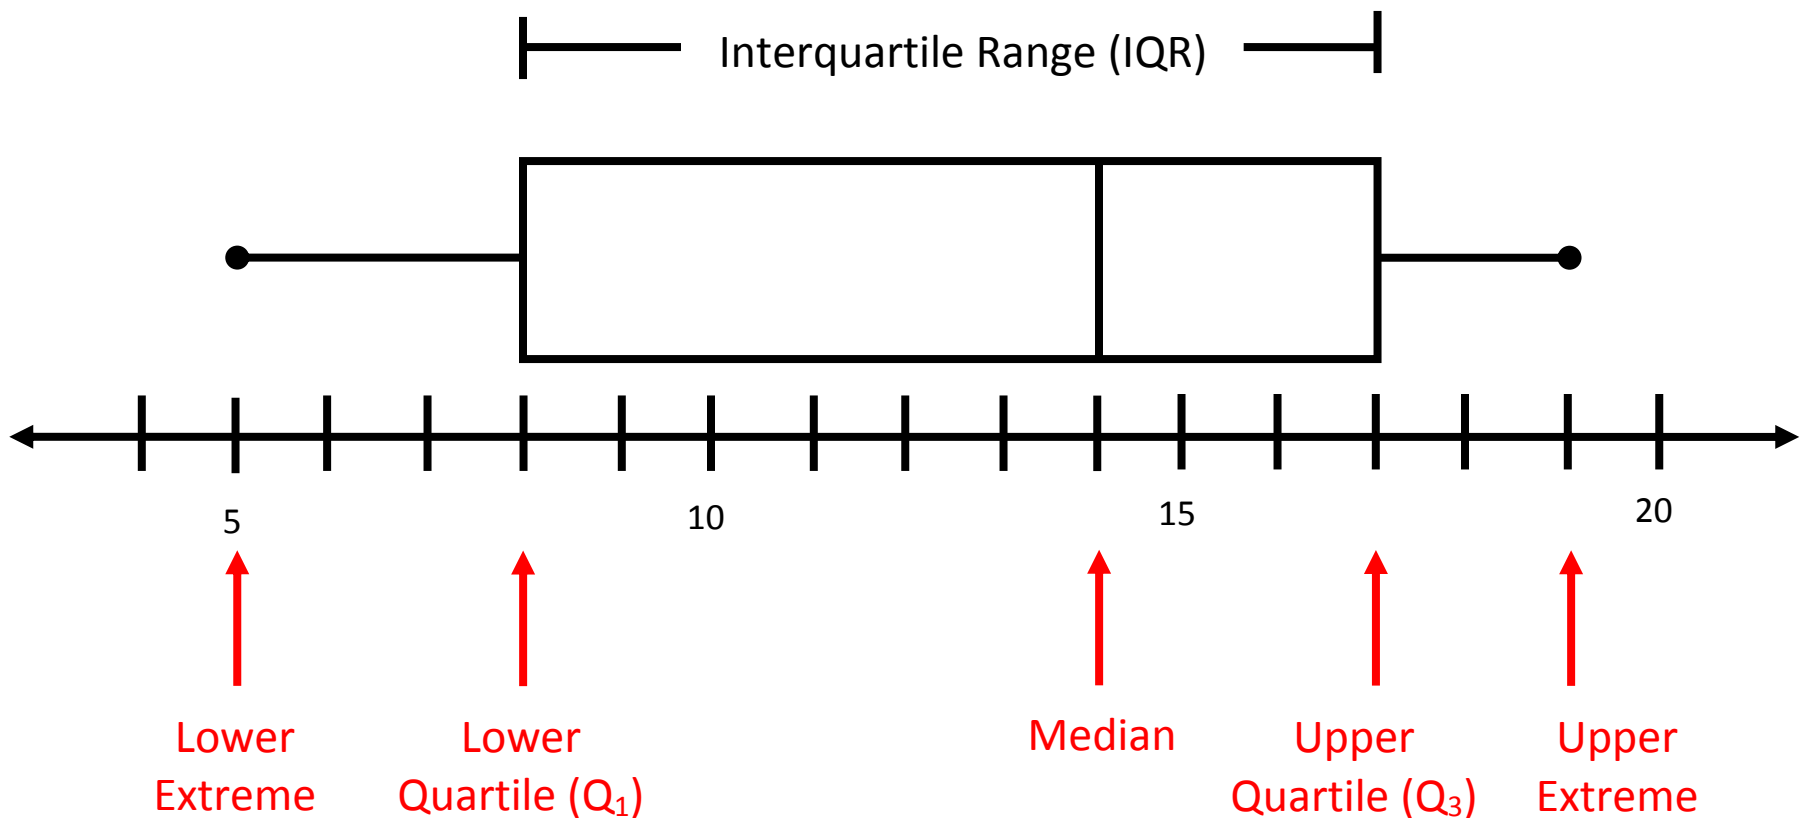 Interquartile Range (IQR)
5 10 15 20
Lower Extreme
Lower Quartile (Q₁)
Median
Upper Quartile (Q₃)
Upper Extreme